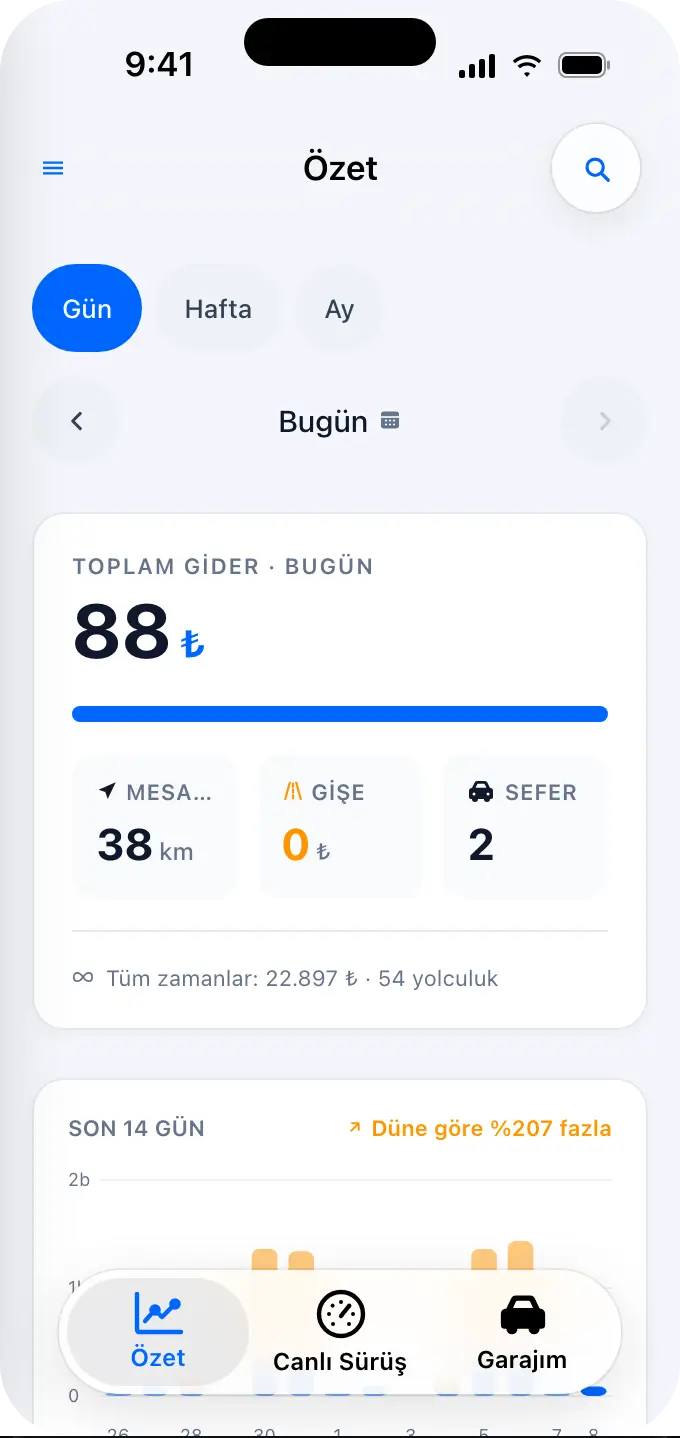 9:41
Özet
Gün Hafta Ay
Bugün
TOPLAM GİDER · BUGÜN
88 ₺
MESA... GİŞE SEFER
38 km 0 ₺ 2
Tüm zamanlar: 22.897 ₺ · 54 yolculuk
SON 14 GÜN Düne göre %207 fazla
2b
0
Özet Canlı Sürüş Garajım
26 28 30 1 3 5 7 8